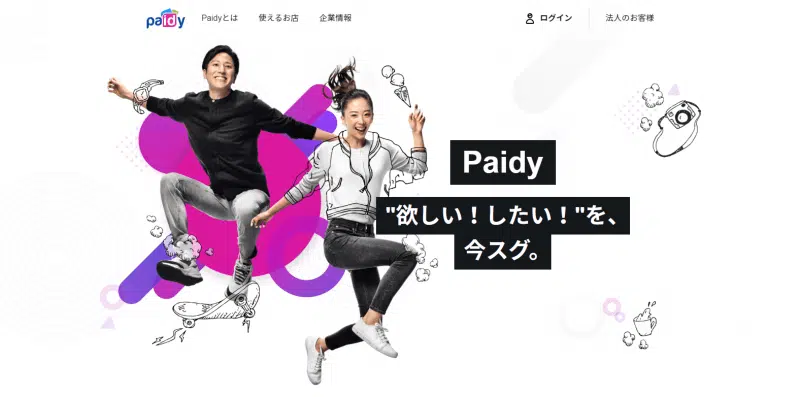 paidy
Paidyとは
使えるお店
企業情報
ログイン
法人のお客様
Paidy
"欲しい！したい！"を、
今スグ。